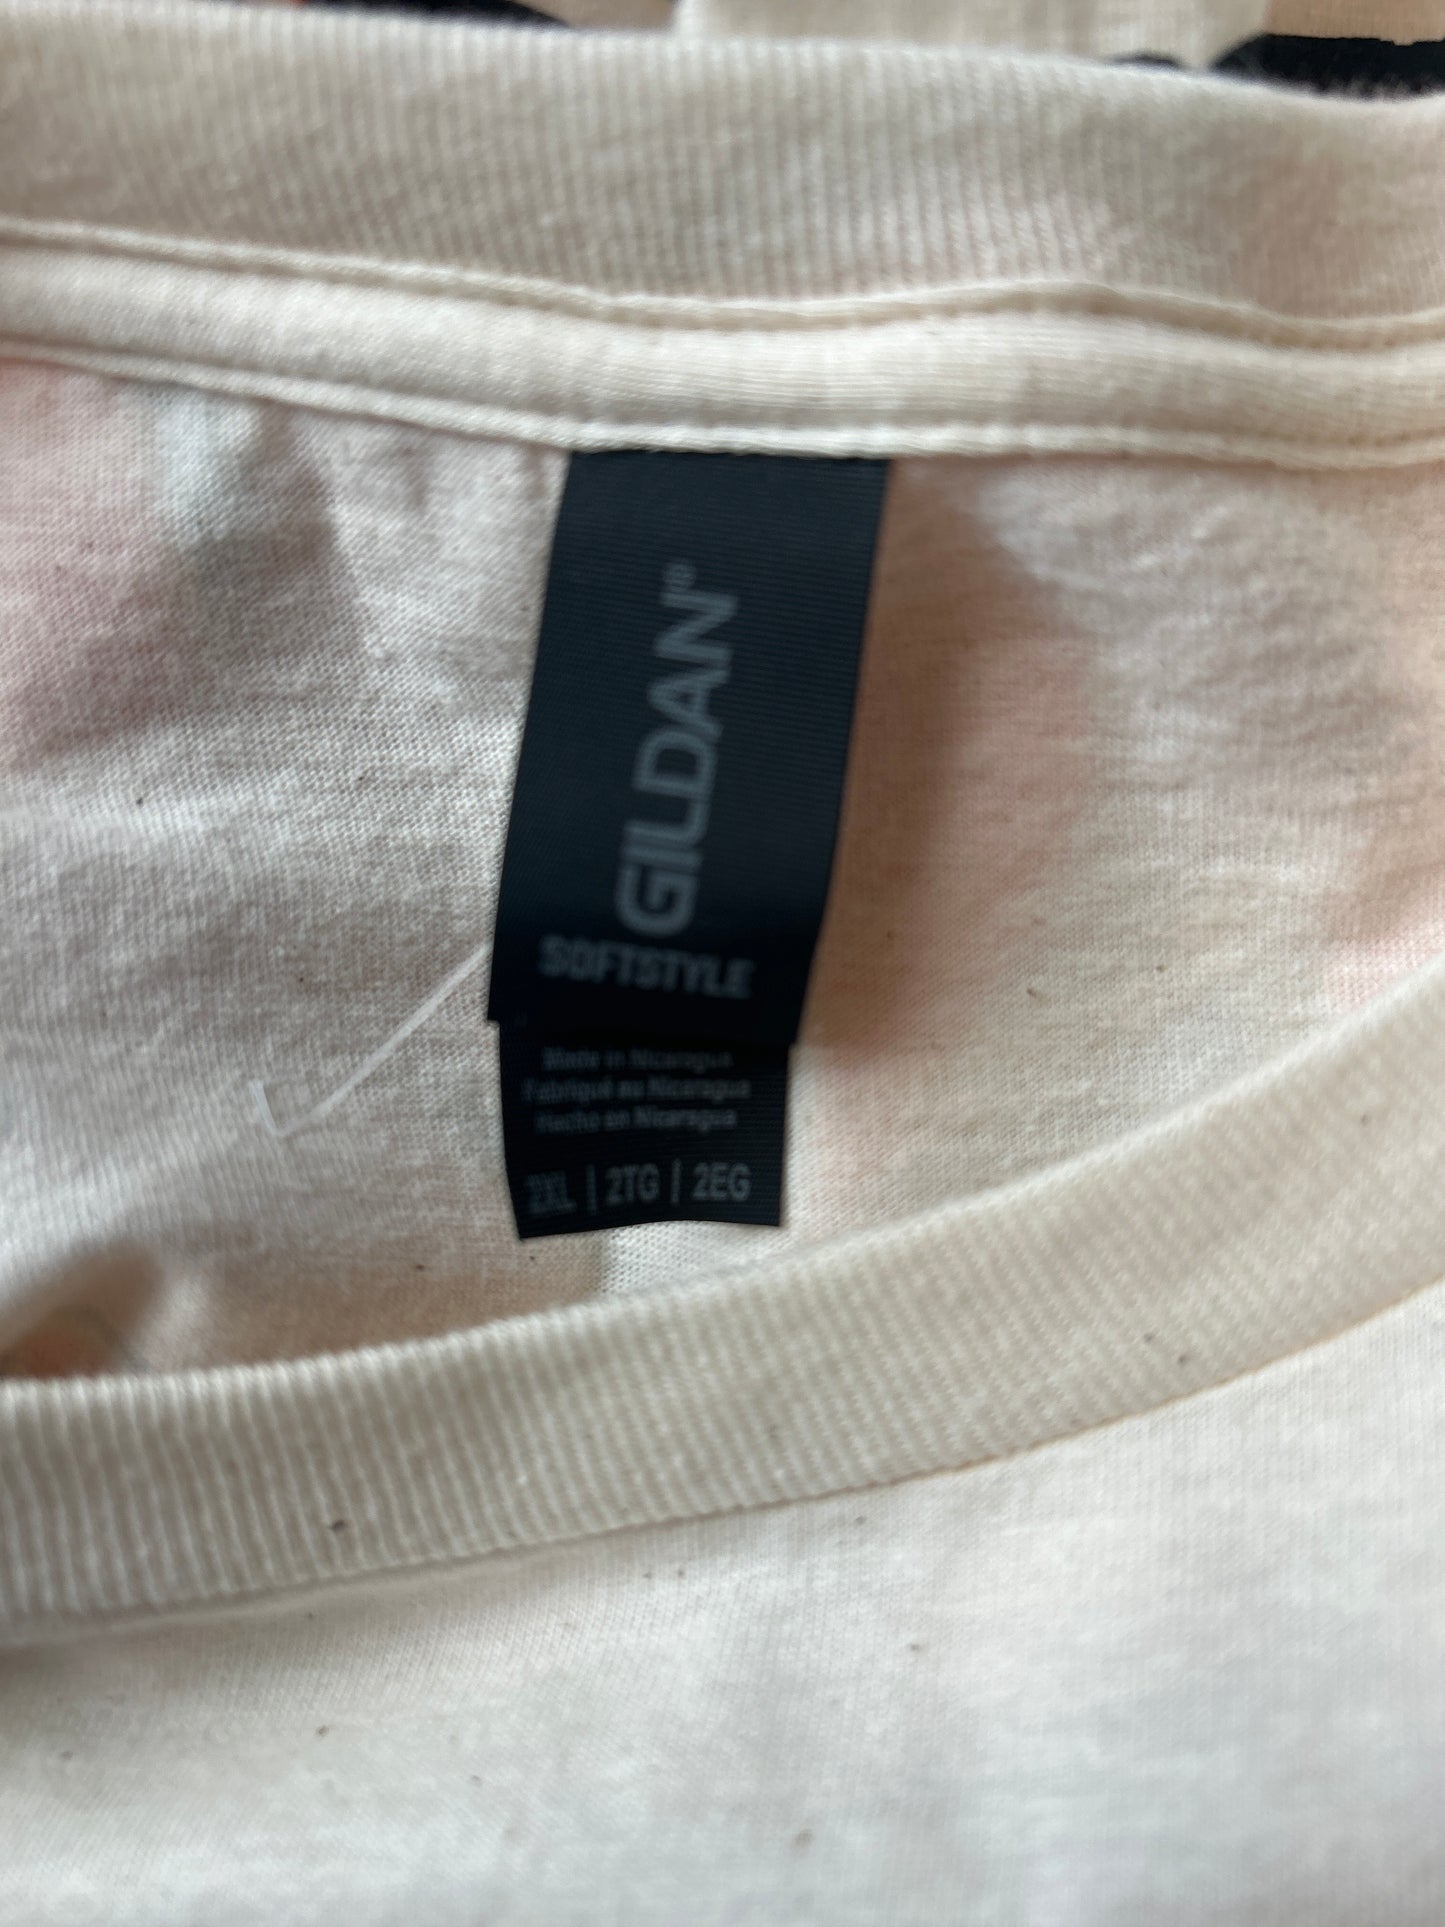 GILDAN®
SOFTSTYLE
Made in Nicaragua
Fabriqué au Nicaragua
Hecho en Nicaragua
2XL | 2TG | 2EG